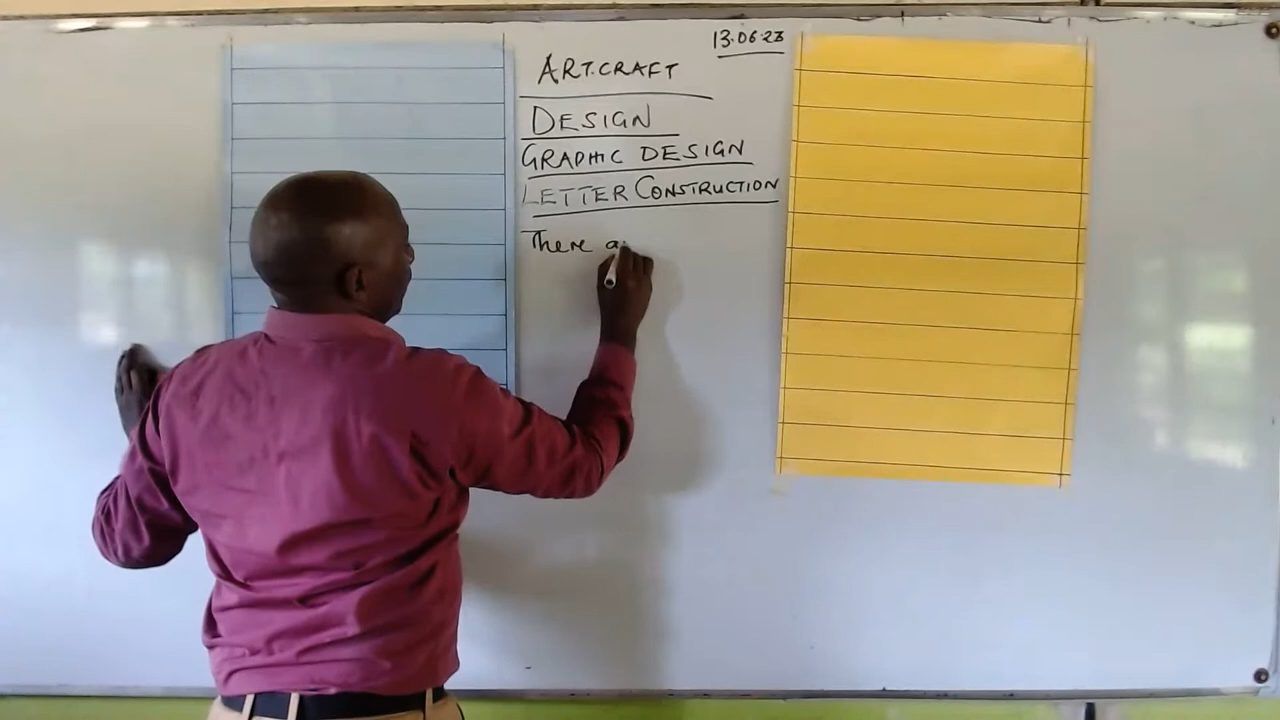 13.06.23
ART.CRAFT
DESIGN
GRAPHIC DESIGN
LETTER CONSTRUCTION
There